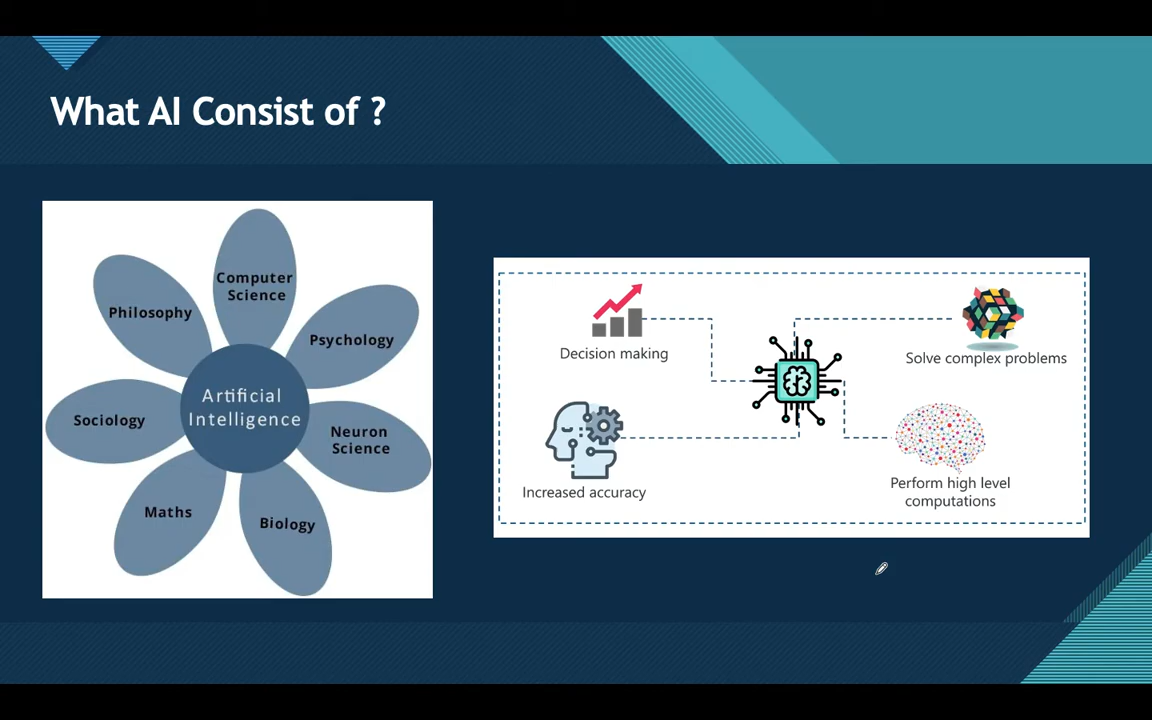 What AI Consist of ?
Computer
Science
Philosophy
Psychology
Artificial
Intelligence
Sociology
Neuron
Science
Maths
Biology
Decision making
Solve complex problems
Increased accuracy
Perform high level
computations